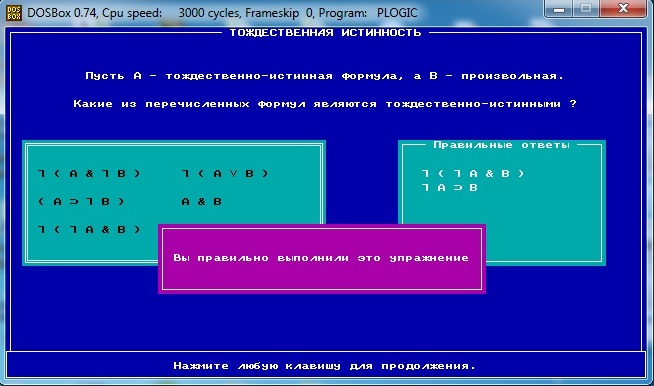 DOSBox 0.74, Cpu speed: 3000 cycles, Frameskip 0, Program: PLOGIC
ТОЖДЕСТВЕННАЯ ИСТИННОСТЬ
Пусть A - тождественно-истинная формула, а B - произвольная.
Какие из перечисленных формул являются тождественно-истинными ?
Правильные ответы
ㄱ ( A & ㄱ B ) ㄱ ( A ∨ B )
( A ⊃ ㄱ B ) A & B
ㄱ ( ㄱ A & B )
ㄱ ( ㄱ A & B )
ㄱ A ⊃ B
Вы правильно выполнили это упражнение
Нажмите любую клавишу для продолжения.